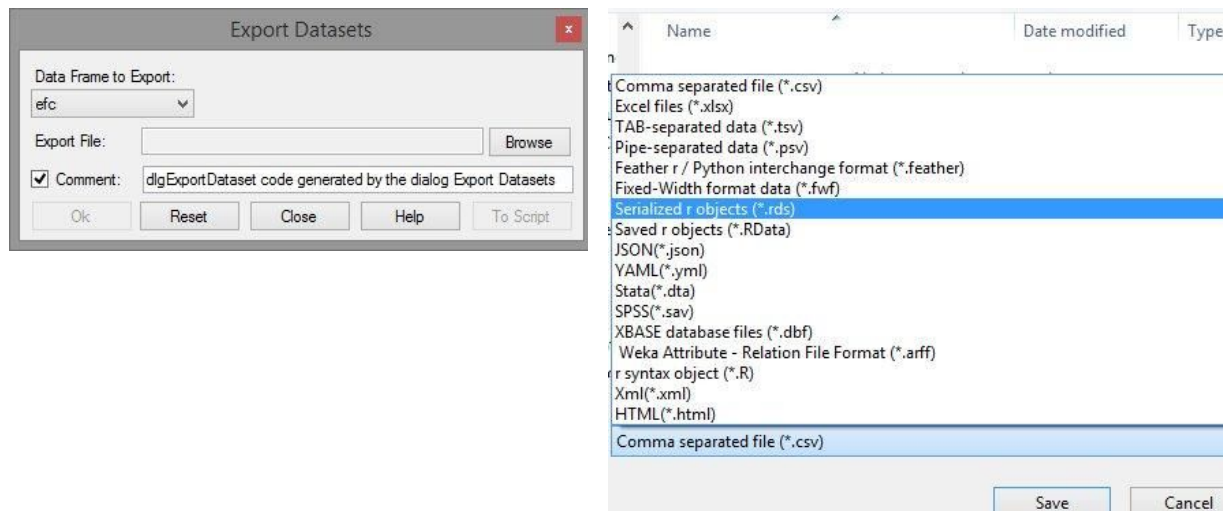 Export Datasets
x
Data Frame to Export:
efc
Export File:
Browse
Comment:
dlgExportDataset code generated by the dialog Export Datasets
Ok
Reset
Close
Help
To Script
Name
Date modified
Type
Comma separated file (*.csv)
Excel files (*.xlsx)
TAB-separated data (*.tsv)
Pipe-separated data (*.psv)
Feather r / Python interchange format (*.feather)
Fixed-Width format data (*.fwf)
Serialized r objects (*.rds)
Saved r objects (*.RData)
JSON(*.json)
YAML(*.yml)
Stata(*.dta)
SPSS(*.sav)
XBASE database files (*.dbf)
Weka Attribute - Relation File Format (*.arff)
r syntax object (*.R)
Xml(*.xml)
HTML(*.html)
Comma separated file (*.csv)
Save
Cancel